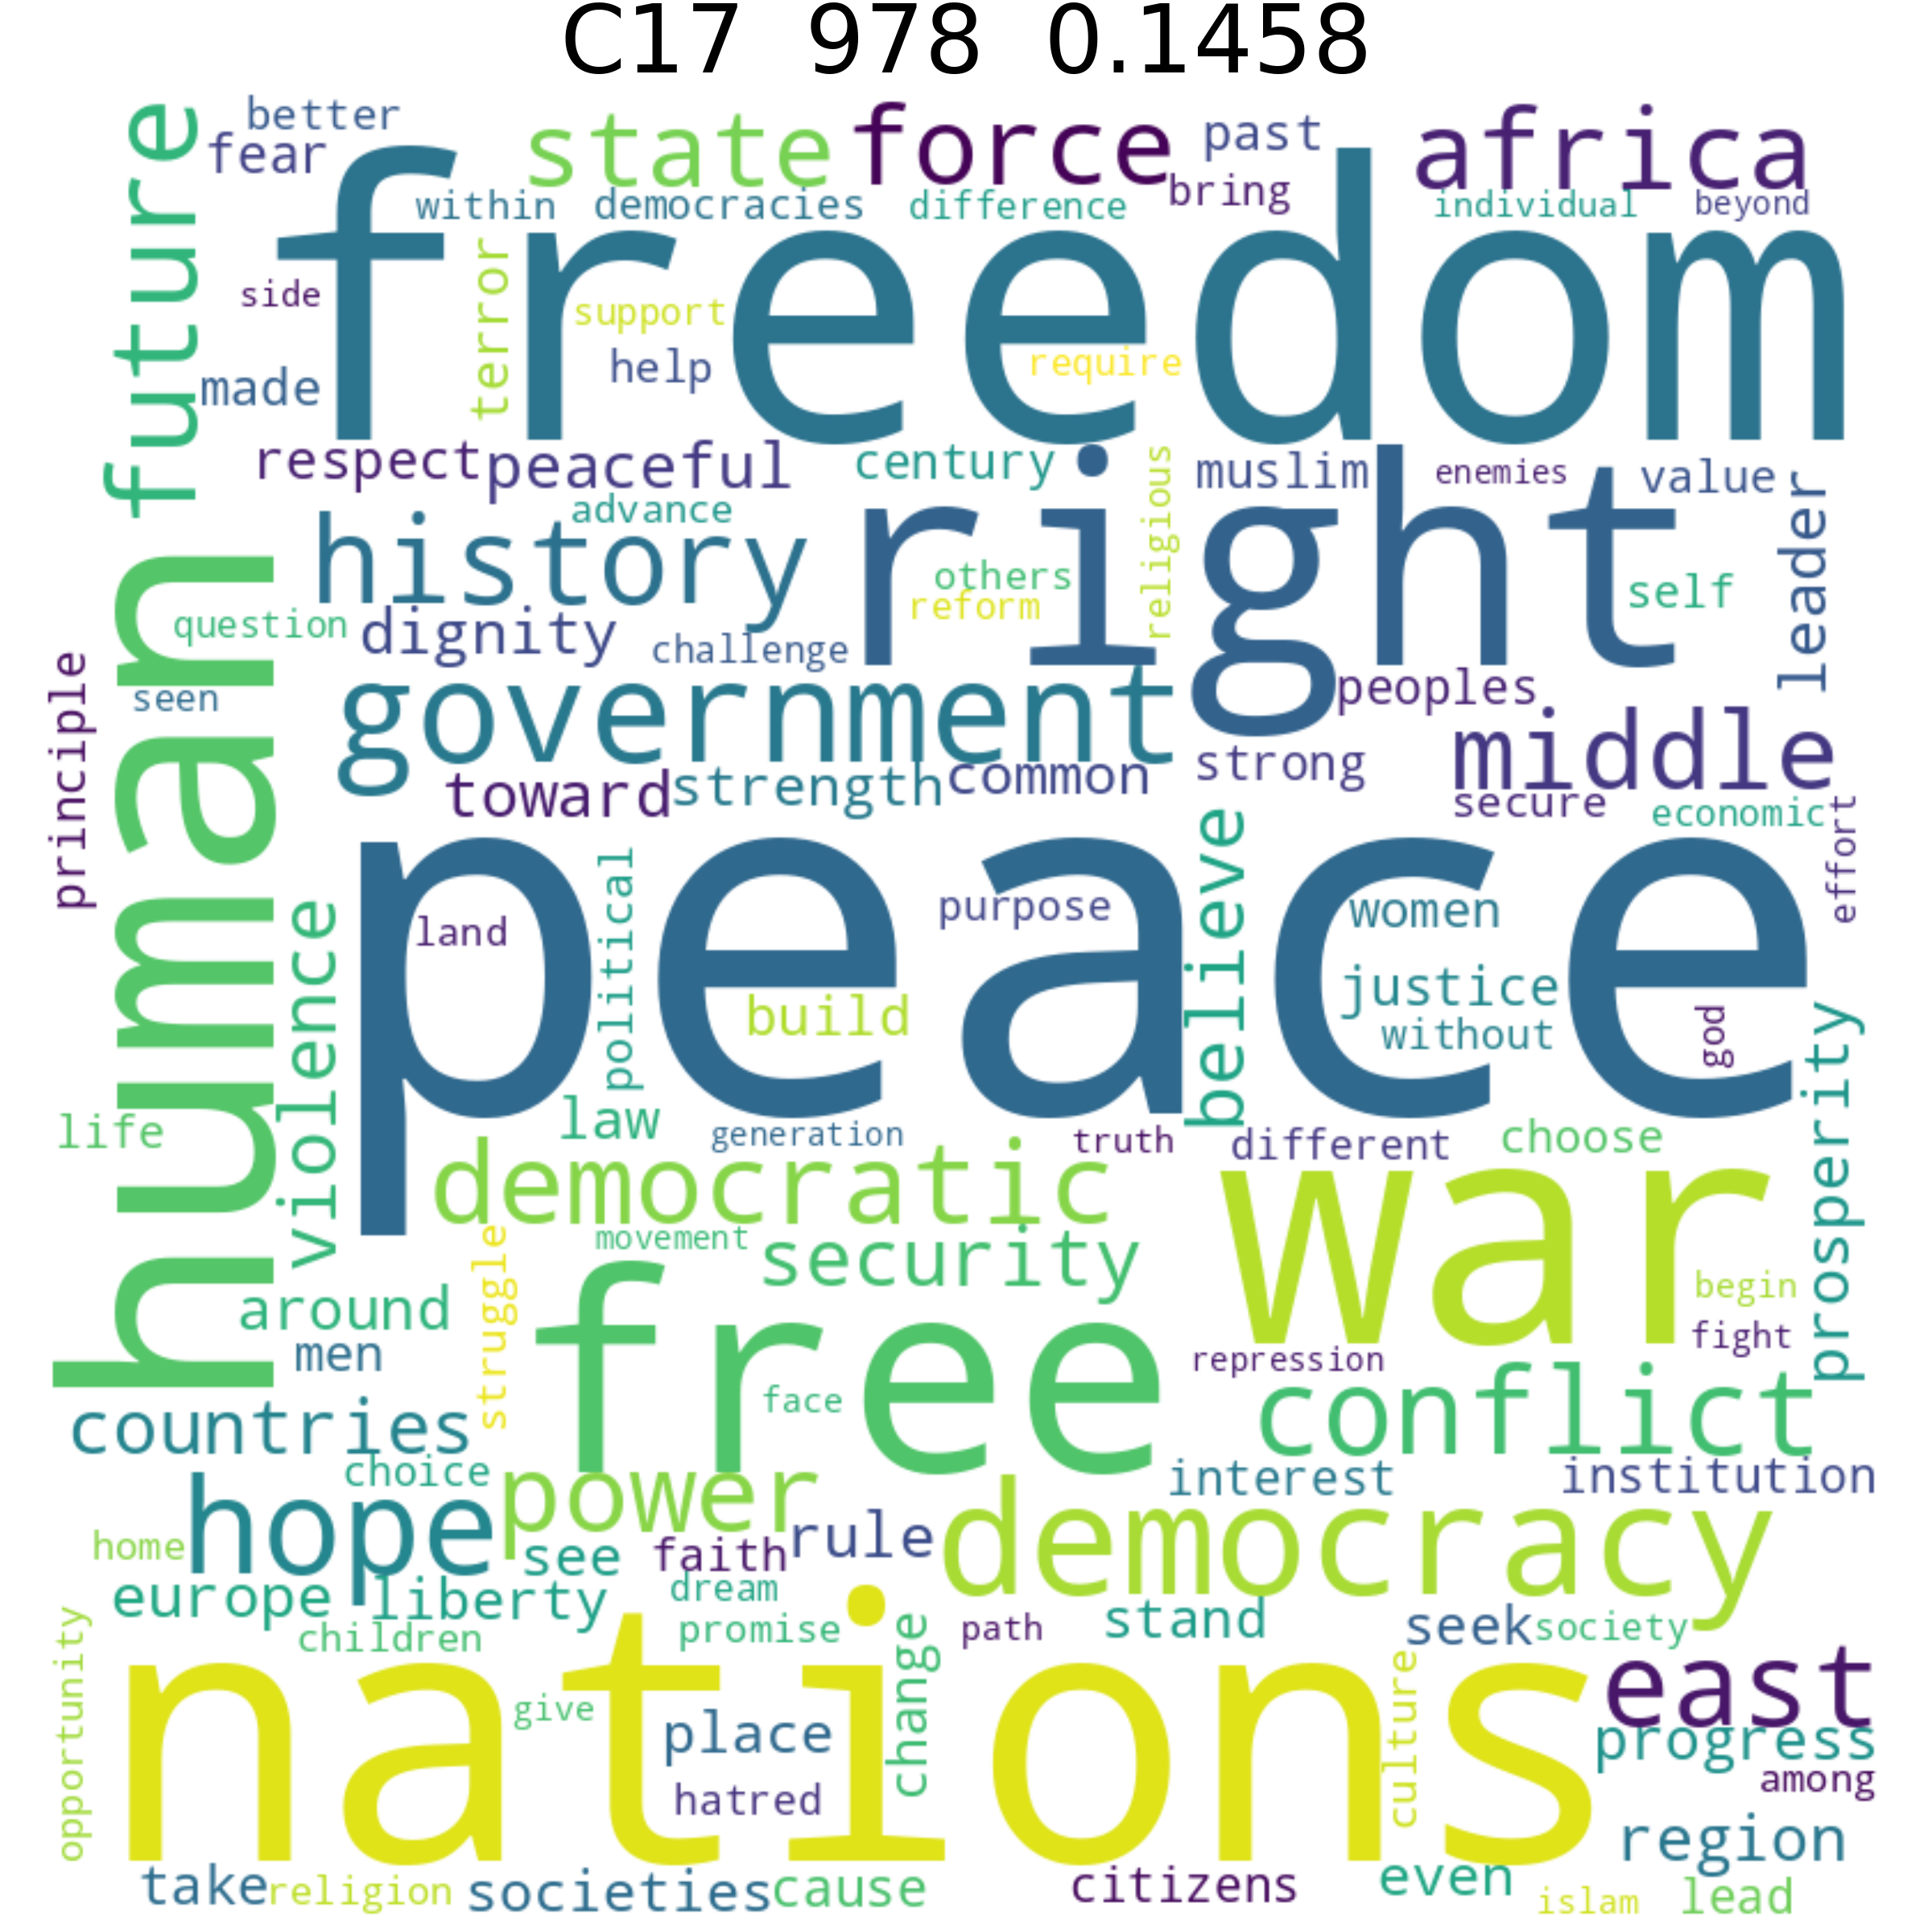 C17 978 0.1458
better
fear
state
force
past
africa
future
within
democracies
difference
bring
individual
beyond
freedom
side
terror
support
help
require
made
respect
peaceful
century
religious
muslim
enemies
value
leader
advance
history
right
others
reform
self
question
dignity
challenge
human
principle
seen
government
peoples
middle
toward
strength
common
strong
secure
economic
effort
peace
land
political
purpose
believe
women
violence
build
justice
without
god
prosperity
life
law
generation
truth
different
choose
democratic
war
movement
security
struggle
around
begin
men
free
fight
repression
face
conflict
countries
choice
power
interest
institution
hope
democracy
home
see
faith
rule
europe
liberty
dream
opportunity
children
promise
change
path
stand
seek
society
nations
give
place
culture
east
hatred
progress
among
region
take
religion
societies
cause
citizens
even
islam
lead